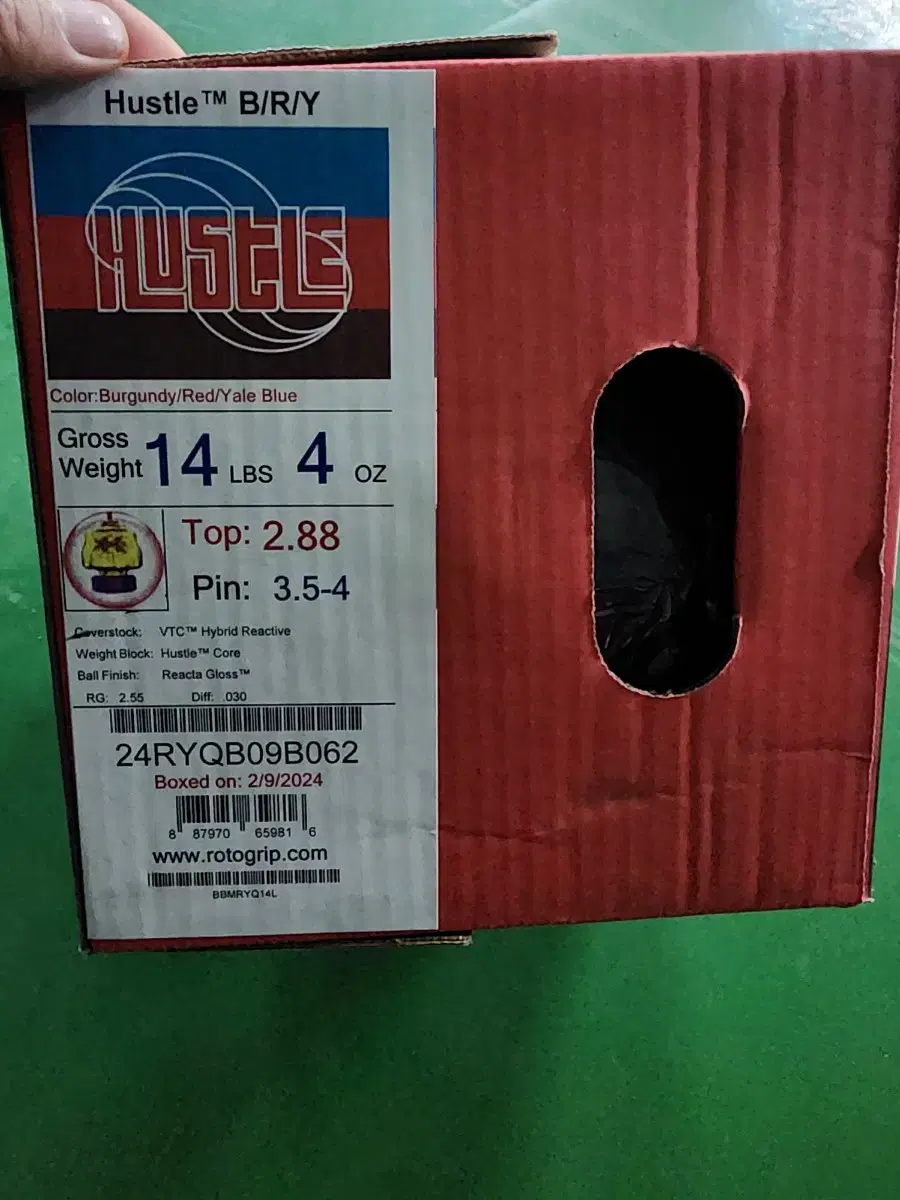 Hustle™ B/R/Y
HUSTLE
Color:Burgundy/Red/Yale Blue
Gross Weight 14 LBS 4 OZ
Top: 2.88
Pin: 3.5-4
Coverstock: VTC™ Hybrid Reactive
Weight Block: Hustle™ Core
Ball Finish: Reacta Gloss™
RG: 2.55 Diff: .030
24RYQB09B062
Boxed on: 2/9/2024
8 87970 65981 6
www.rotogrip.com
BBMRYQ14L